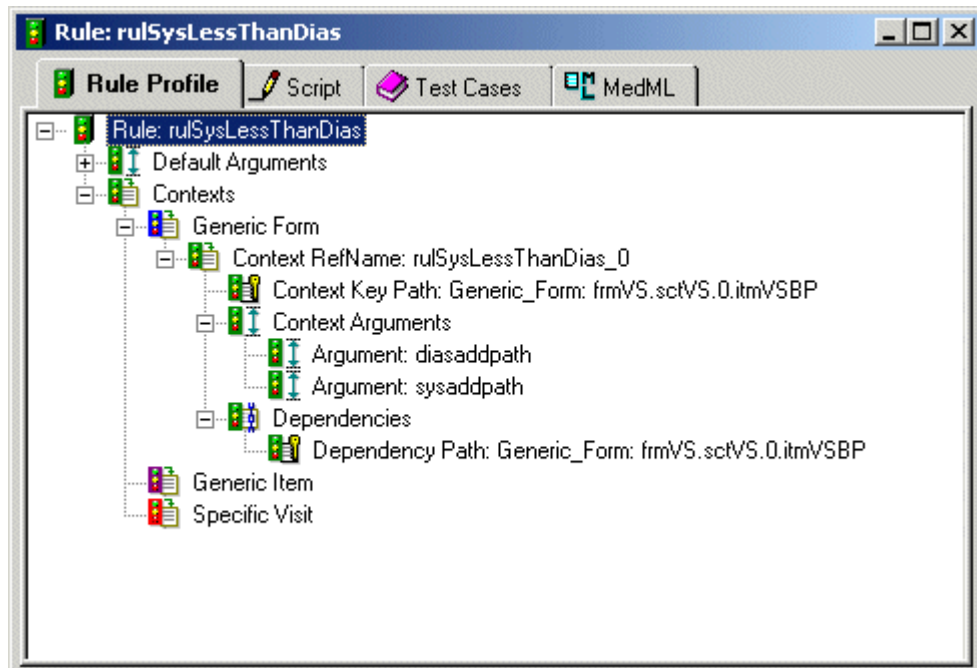 Rule: rulSysLessThanDias
Rule Profile Script Test Cases MedML
Rule: rulSysLessThanDias
Default Arguments
Contexts
Generic Form
Context RefName: rulSysLessThanDias_0
Context Key Path: Generic_Form: frmVS.sctVS.0.itmVSBP
Context Arguments
Argument: diasaddpath
Argument: sysaddpath
Dependencies
Dependency Path: Generic_Form: frmVS.sctVS.0.itmVSBP
Generic Item
Specific Visit